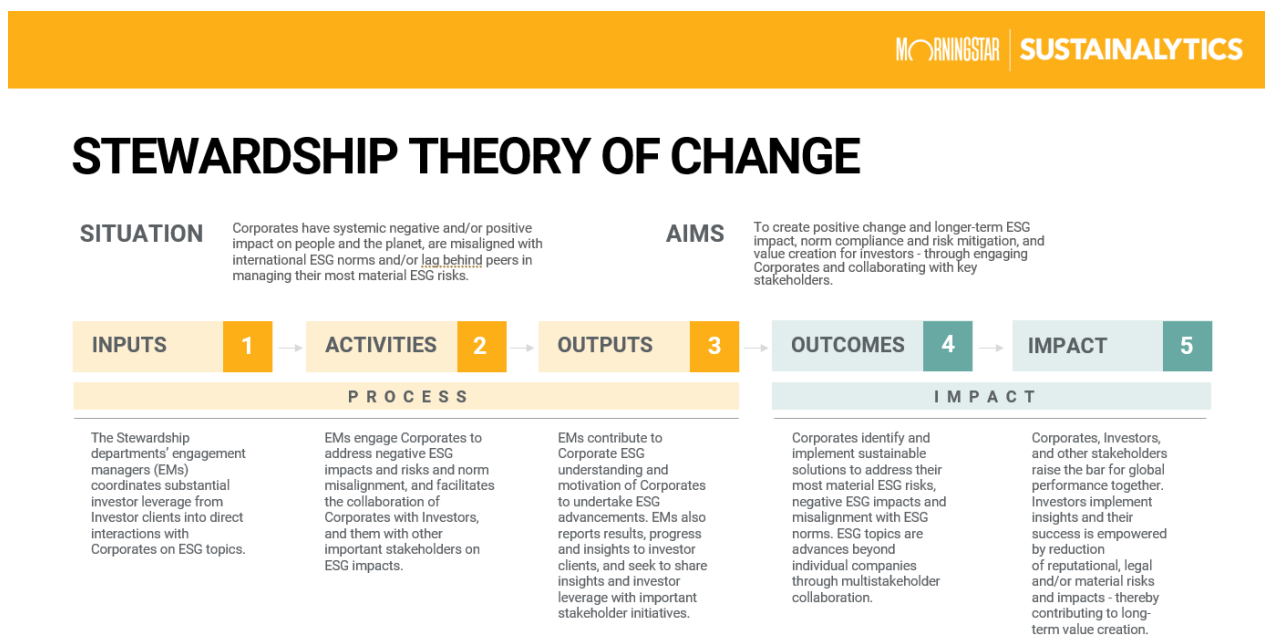 MORNINGSTAR | SUSTAINALYTICS
STEWARDSHIP THEORY OF CHANGE
SITUATION
Corporates have systemic negative and/or positive
impact on people and the planet, are misaligned with
international ESG norms and/or lag behind peers in
managing their most material ESG risks.
AIMS
To create positive change and longer-term ESG
impact, norm compliance and risk mitigation, and
value creation for investors - through engaging
Corporates and collaborating with key
stakeholders.
INPUTS 1
ACTIVITIES 2
OUTPUTS 3
OUTCOMES 4
IMPACT 5
PROCESS
IMPACT
The Stewardship
departments’ engagement
managers (EMs)
coordinates substantial
investor leverage from
Investor clients into direct
interactions with
Corporates on ESG topics.
EMs engage Corporates to
address negative ESG
impacts and risks and norm
misalignment, and facilitates
the collaboration of
Corporates with Investors,
and them with other
important stakeholders on
ESG impacts.
EMs contribute to
Corporate ESG
understanding and
motivation of Corporates
to undertake ESG
advancements. EMs also
reports results, progress
and insights to investor
clients, and seek to share
insights and investor
leverage with important
stakeholder initiatives.
Corporates identify and
implement sustainable
solutions to address their
most material ESG risks,
negative ESG impacts and
misalignment with ESG
norms. ESG topics are
advances beyond
individual companies
through multistakeholder
collaboration.
Corporates, Investors,
and other stakeholders
raise the bar for global
performance together.
Investors implement
insights and their
success is empowered
by reduction
of reputational, legal
and/or material risks
and impacts - thereby
contributing to long-
term value creation.